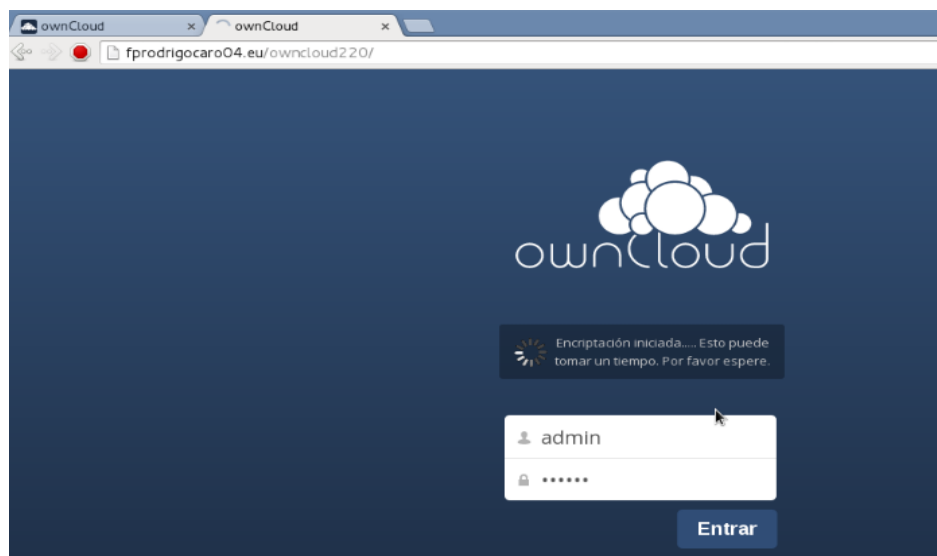 ownCloud
ownCloud
fprodrigocaro04.eu/owncloud220/
ownCloud
Encriptación iniciada..... Esto puede
tomar un tiempo. Por favor espere.
admin
••••••
Entrar